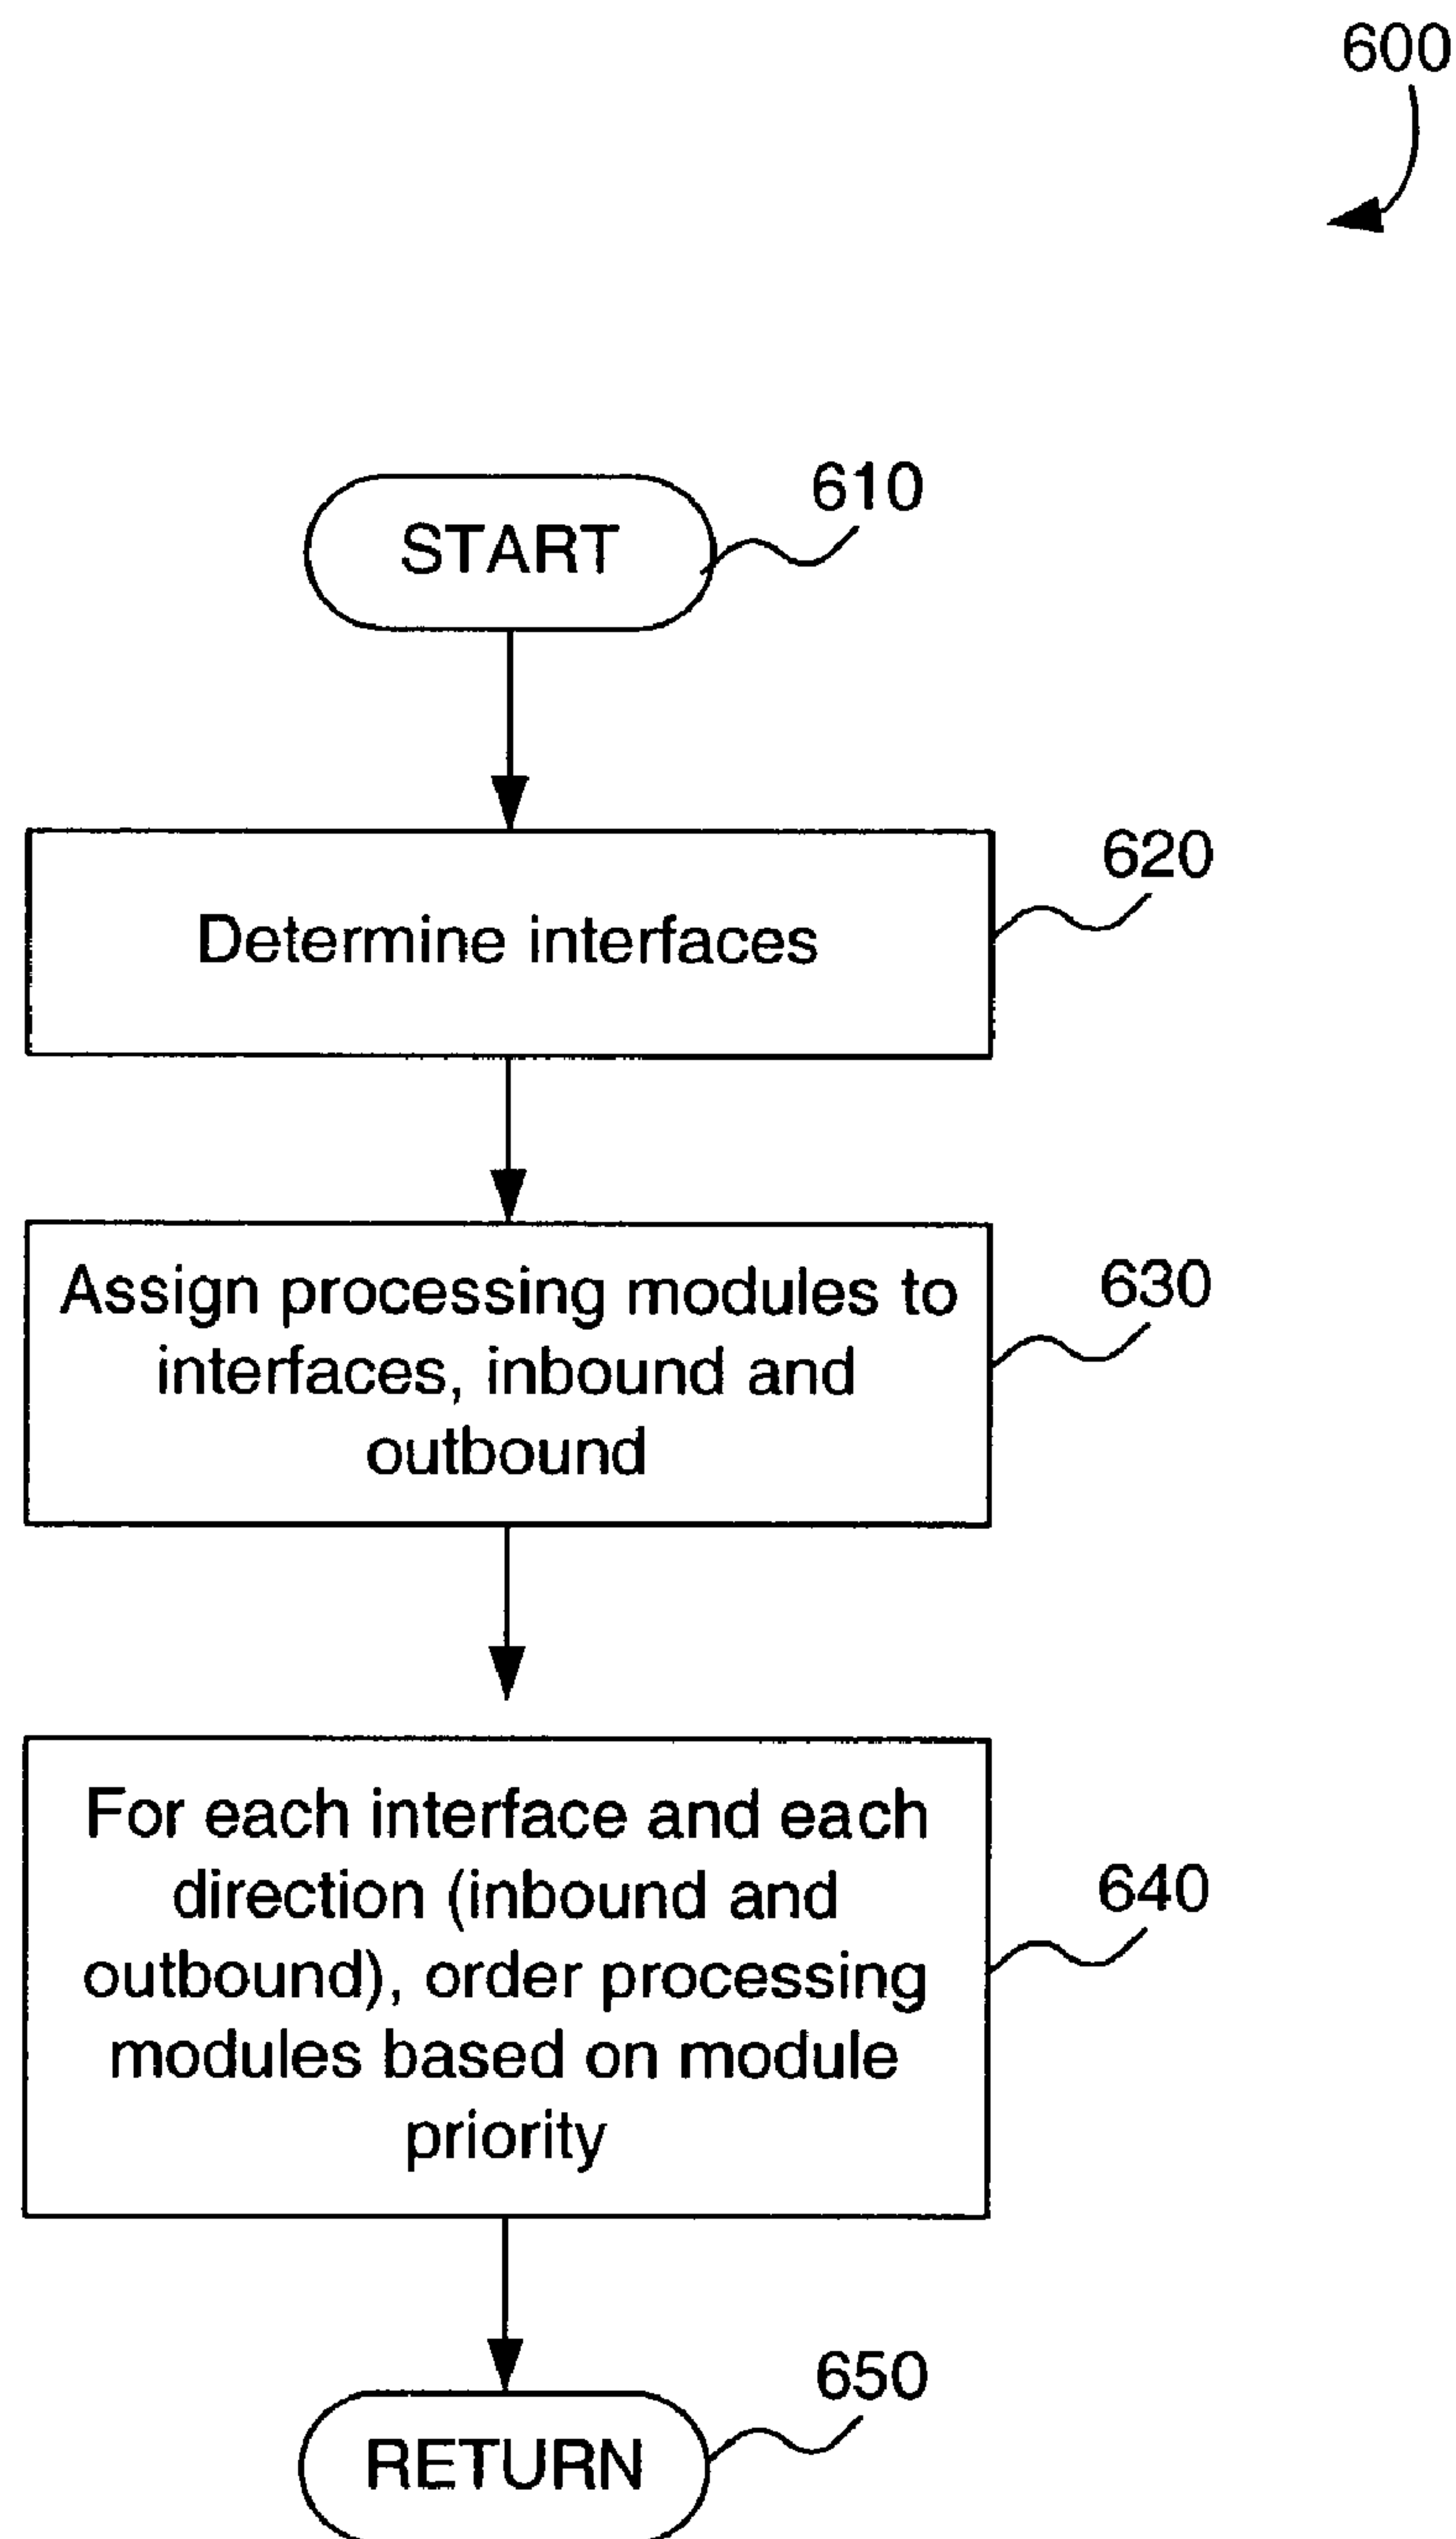 600
START
610
Determine interfaces
620
Assign processing modules to
interfaces, inbound and
outbound
630
For each interface and each
direction (inbound and
outbound), order processing
modules based on module
priority
640
RETURN
650